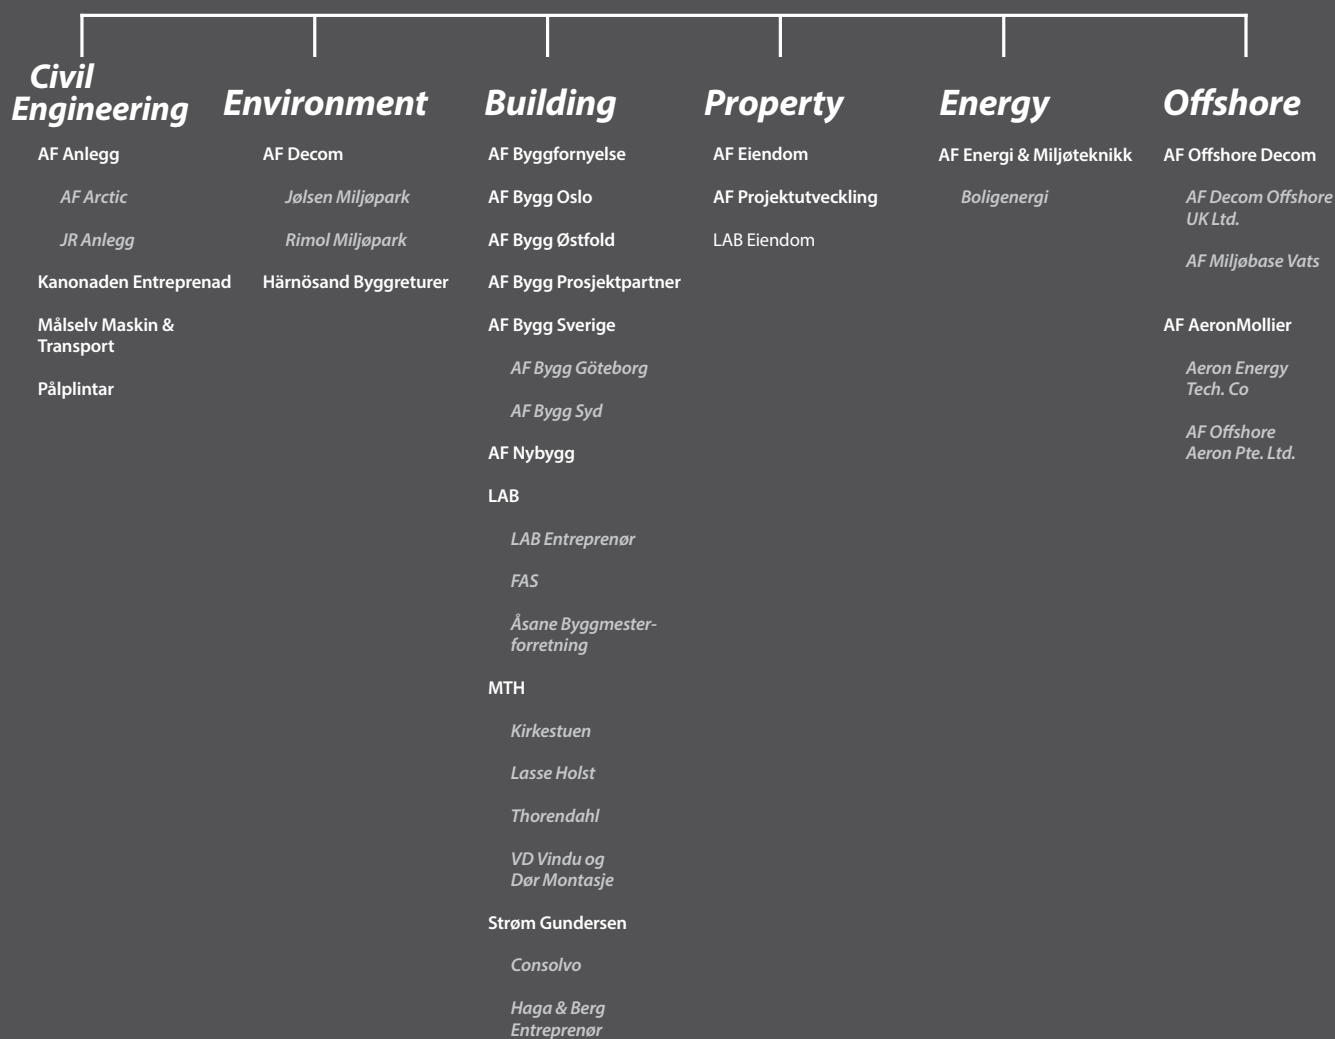 Civil
Engineering
AF Anlegg
AF Arctic
JR Anlegg
Kanonaden Entreprenad
Målselv Maskin &
Transport
Pålplintar
Environment
AF Decom
Jølsen Miljøpark
Rimol Miljøpark
Härnösand Byggreturer
Building
AF Byggfornyelse
AF Bygg Oslo
AF Bygg Østfold
AF Bygg Prosjektpartner
AF Bygg Sverige
AF Bygg Göteborg
AF Bygg Syd
AF Nybygg
LAB
LAB Entreprenør
FAS
Åsane Byggmester-
forretning
MTH
Kirkestuen
Lasse Holst
Thorendahl
VD Vindu og
Dør Montasje
Strøm Gundersen
Consolvo
Haga & Berg
Entreprenør
Property
AF Eiendom
AF Projektutveckling
LAB Eiendom
Energy
AF Energi & Miljøteknikk
Boligenergi
Offshore
AF Offshore Decom
AF Decom Offshore
UK Ltd.
AF Miljøbase Vats
AF AeronMollier
Aeron Energy
Tech. Co
AF Offshore
Aeron Pte. Ltd.